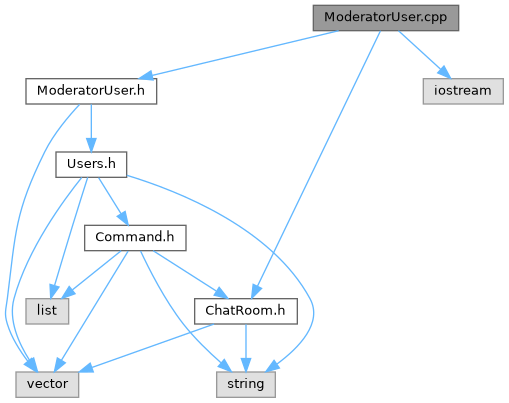 ModeratorUser.cpp
ModeratorUser.h
iostream
Users.h
Command.h
list
ChatRoom.h
vector
string